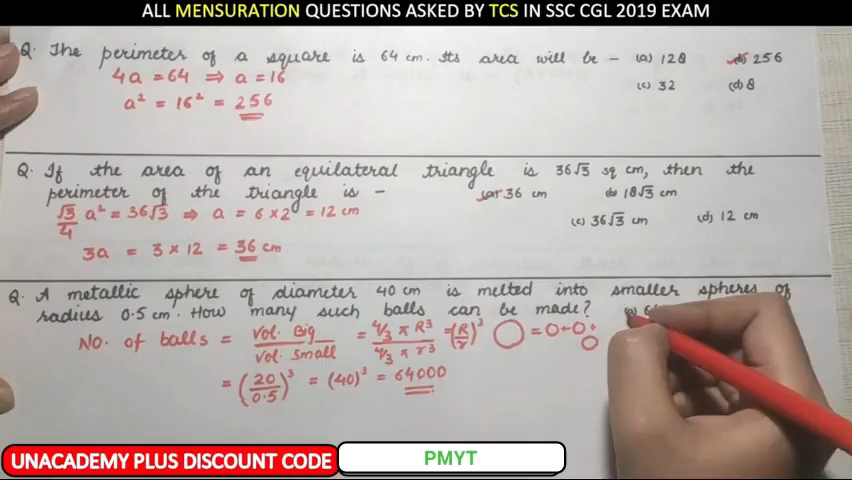 ALL MENSURATION QUESTIONS ASKED BY TCS IN SSC CGL 2019 EXAM
Q. The perimeter of a square is 64 cm. Its area will be - (a) 128 (b) 256
(c) 32 (d) 8
4a = 64 ⇒ a = 16
a² = 16² = 256
Q. If the area of an equilateral triangle is 36√3 sq cm, then the
perimeter of the triangle is - (a) 36 cm (b) 18√3 cm
(c) 36√3 cm (d) 12 cm
√3/4 a² = 36√3 ⇒ a = 6×2 = 12 cm
3a = 3 × 12 = 36 cm
Q. A metallic sphere of diameter 40 cm is melted into smaller spheres of
radius 0.5 cm. How many such balls can be made? (a)
NO. of balls = Vol. Big / Vol. small = 4/3 π R³ / 4/3 π r³ = (R/r)³ = + +
= (20/0.5)³ = (40)³ = 64000
UNACADEMY PLUS DISCOUNT CODE PMYT